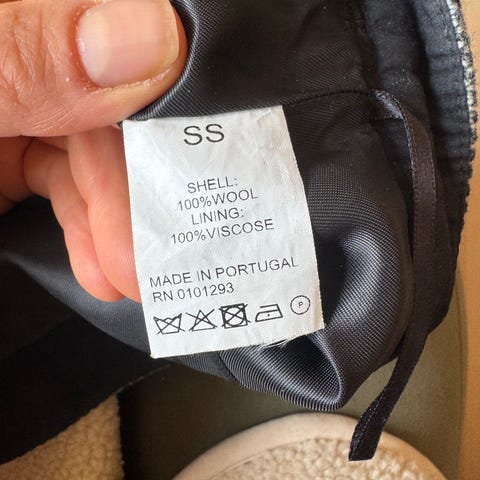 SS
SHELL:
100%WOOL
LINING:
100%VISCOSE
MADE IN PORTUGAL
RN 0101293
P